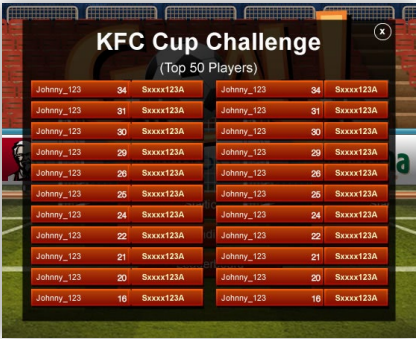 KFC Cup Challenge
x
(Top 50 Players)
Johnny_123 34 Sxxxx123A Johnny_123 34 Sxxxx123A
Johnny_123 31 Sxxxx123A Johnny_123 31 Sxxxx123A
Johnny_123 30 Sxxxx123A Johnny_123 30 Sxxxx123A
Johnny_123 29 Sxxxx123A Johnny_123 29 Sxxxx123A
Johnny_123 26 Sxxxx123A Johnny_123 26 Sxxxx123A
Johnny_123 25 Sxxxx123A Johnny_123 25 Sxxxx123A
Johnny_123 24 Sxxxx123A Johnny_123 24 Sxxxx123A
Johnny_123 22 Sxxxx123A Johnny_123 22 Sxxxx123A
Johnny_123 21 Sxxxx123A Johnny_123 21 Sxxxx123A
Johnny_123 20 Sxxxx123A Johnny_123 20 Sxxxx123A
Johnny_123 16 Sxxxx123A Johnny_123 16 Sxxxx123A